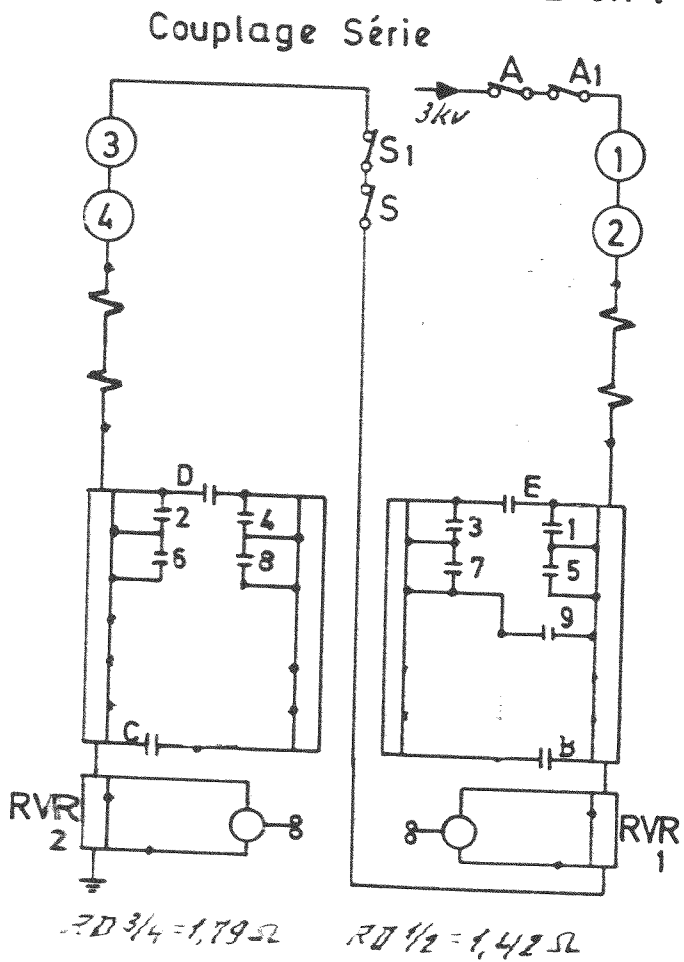 Couplage Série
A A1
3kV
3 S1 1
4 S 2
D E
2 4 3 1
6 8 7 5
9
C B
RVR 2 8 8 RVR 1
RD 3/4 = 1,79 Ω RD 1/2 = 1,42 Ω